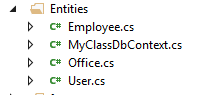 Entities
C# Employee.cs
C# MyClassDbContext.cs
C# Office.cs
C# User.cs